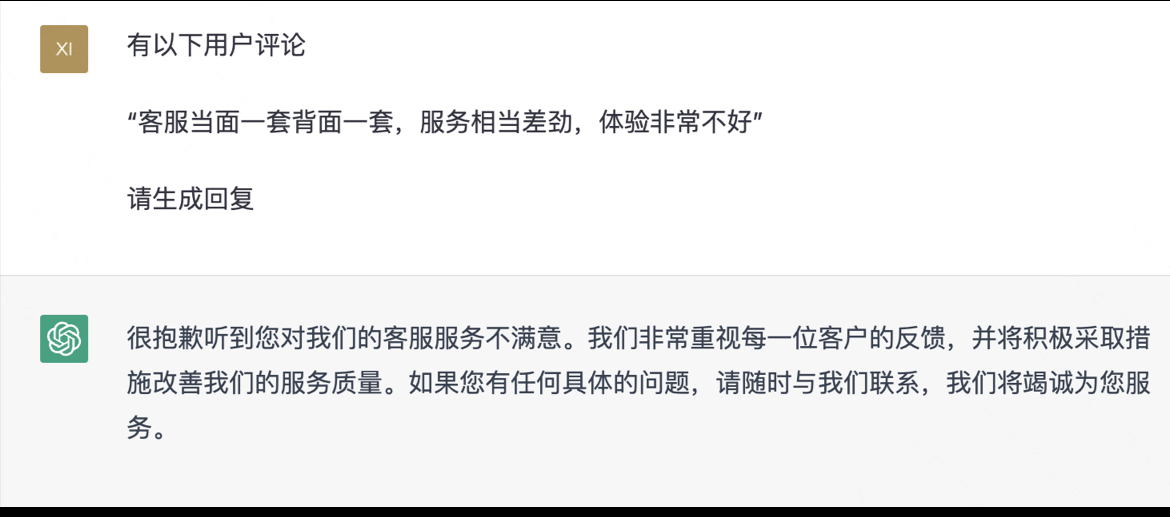 XI
有以下用户评论
“客服当面一套背面一套，服务相当差劲，体验非常不好”
请生成回复
很抱歉听到您对我们的客服服务不满意。我们非常重视每一位客户的反馈，并将积极采取措
施改善我们的服务质量。如果您有任何具体的问题，请随时与我们联系，我们将竭诚为您服
务。